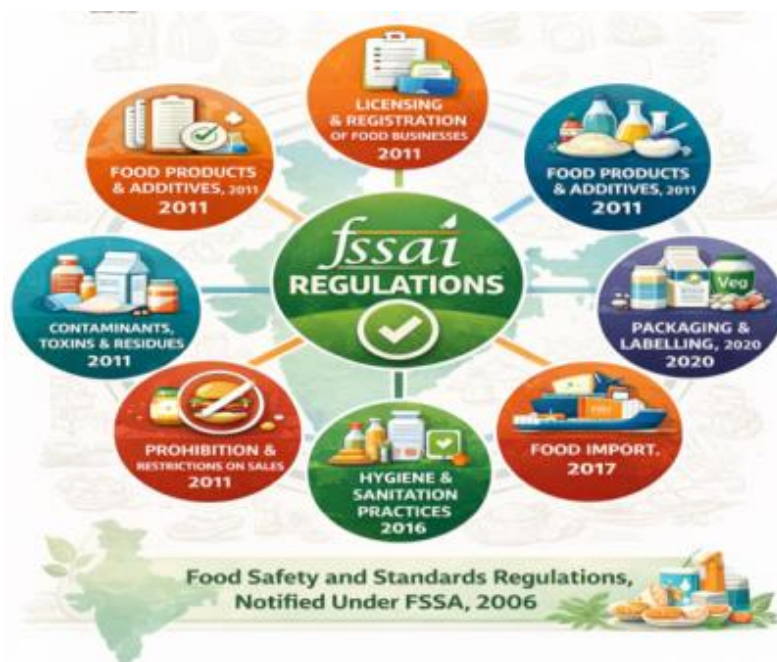 LICENSING
& REGISTRATION
OF FOOD BUSINESSES
2011
FOOD PRODUCTS
& ADDITIVES, 2011
2011
FOOD PRODUCTS
& ADDITIVES, 2011
2011
fssai
REGULATIONS
CONTAMINANTS,
TOXINS & RESIDUES
2011
Veg
PACKAGING &
LABELLING, 2020
2020
PROHIBITION &
RESTRICTIONS ON SALES
2011
HYGIENE &
SANITATION
PRACTICES
2016
FOOD IMPORT,
2017
Food Safety and Standards Regulations,
Notified Under FSSA, 2006